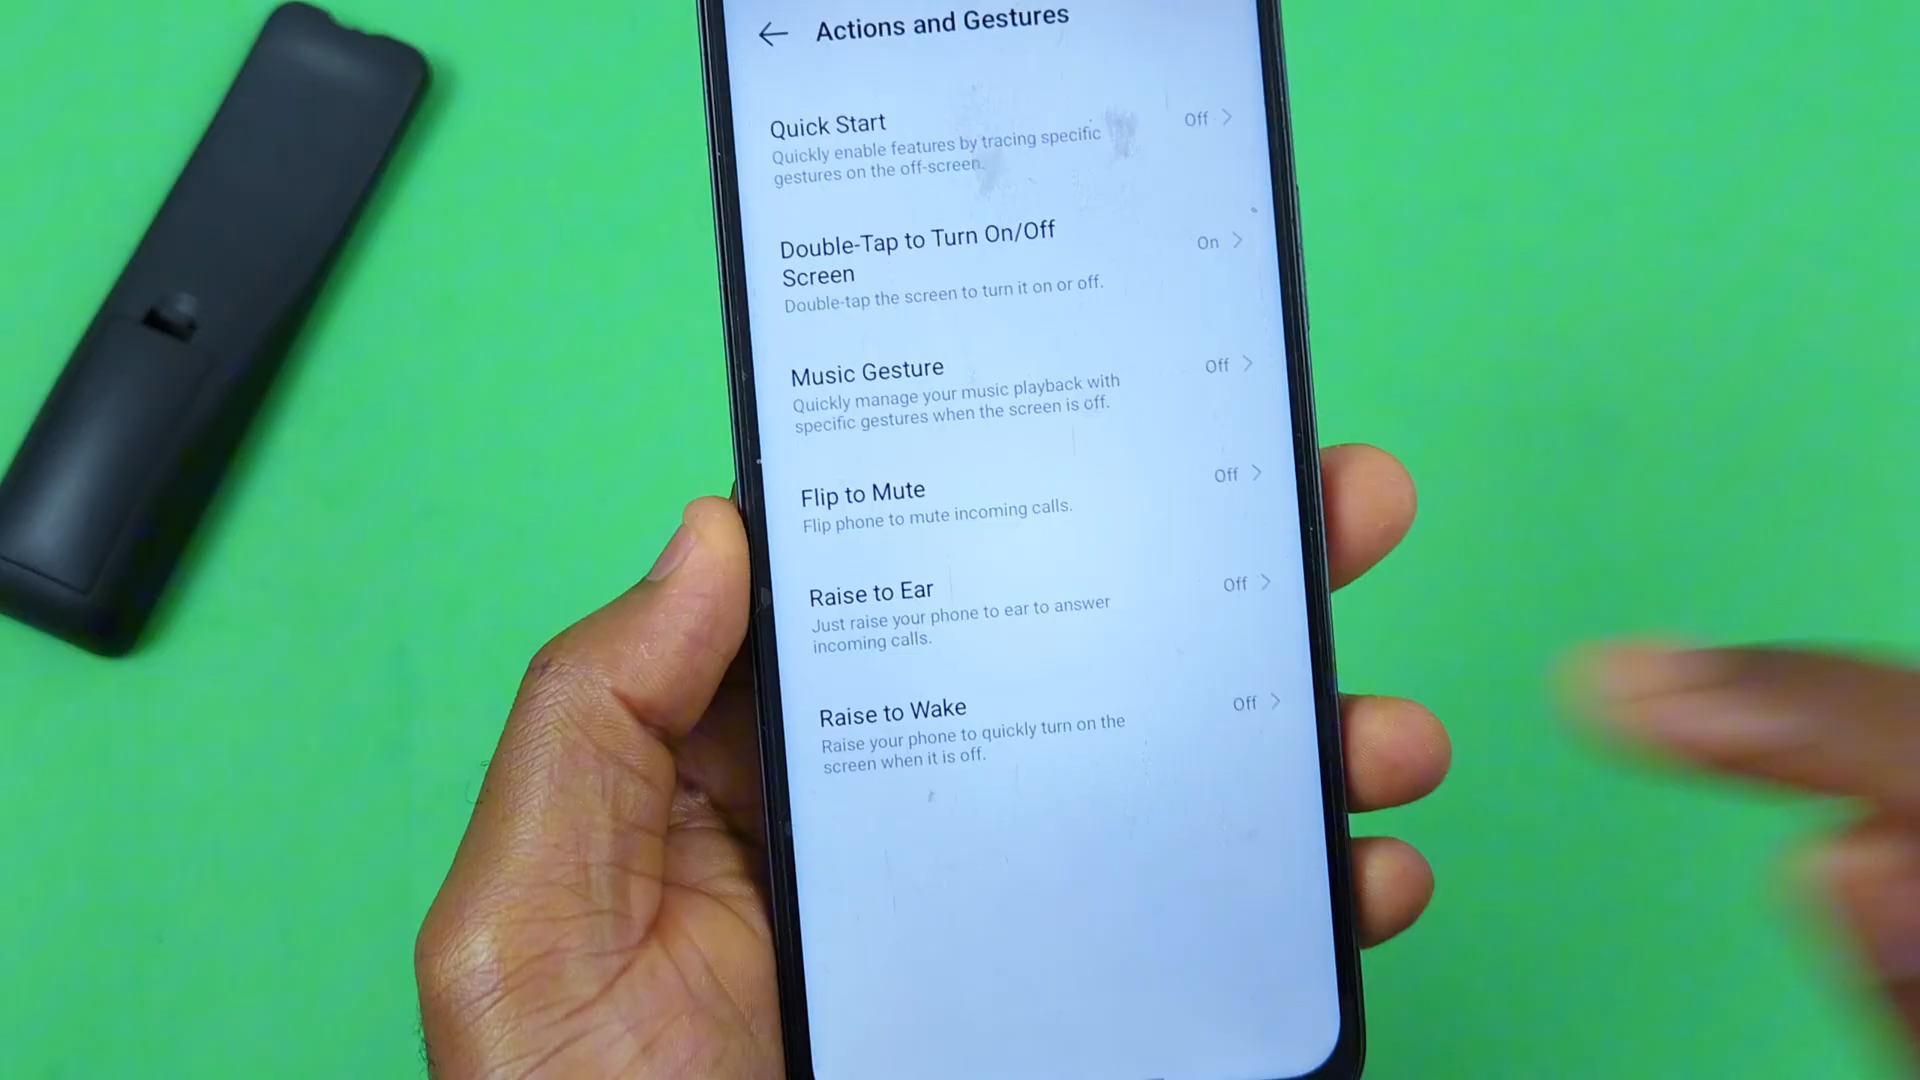 Actions and Gestures
Quick Start
Off
Quickly enable features by tracing specific
gestures on the off-screen.
Double-Tap to Turn On/Off
Screen
On
Double-tap the screen to turn it on or off.
Music Gesture
Off
Quickly manage your music playback with
specific gestures when the screen is off.
Flip to Mute
Off
Flip phone to mute incoming calls.
Raise to Ear
Off
Just raise your phone to ear to answer
incoming calls.
Raise to Wake
Off
Raise your phone to quickly turn on the
screen when it is off.